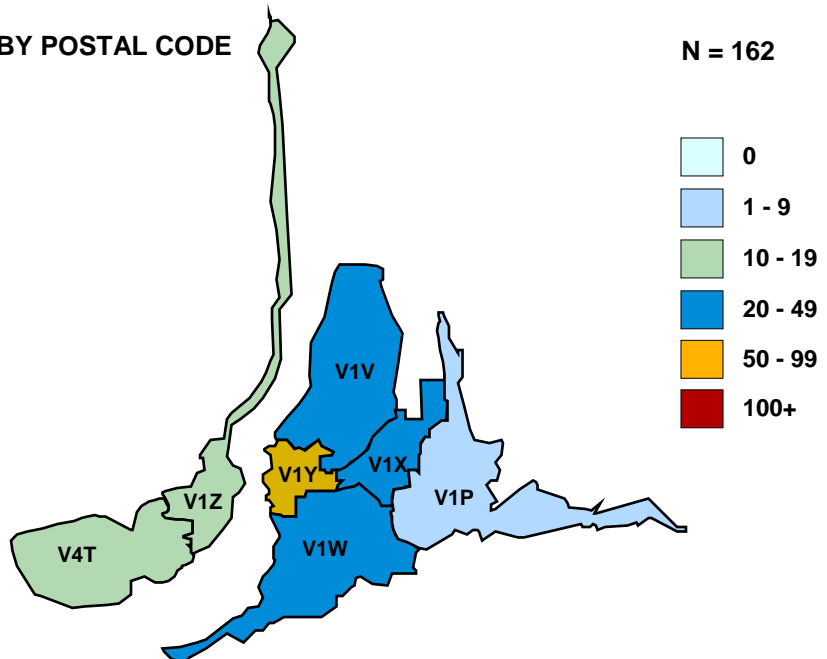 BY POSTAL CODE
N = 162
0
1 - 9
10 - 19
20 - 49
50 - 99
100+
V1V
V1Y
V1X
V1Z
V1P
V4T
V1W